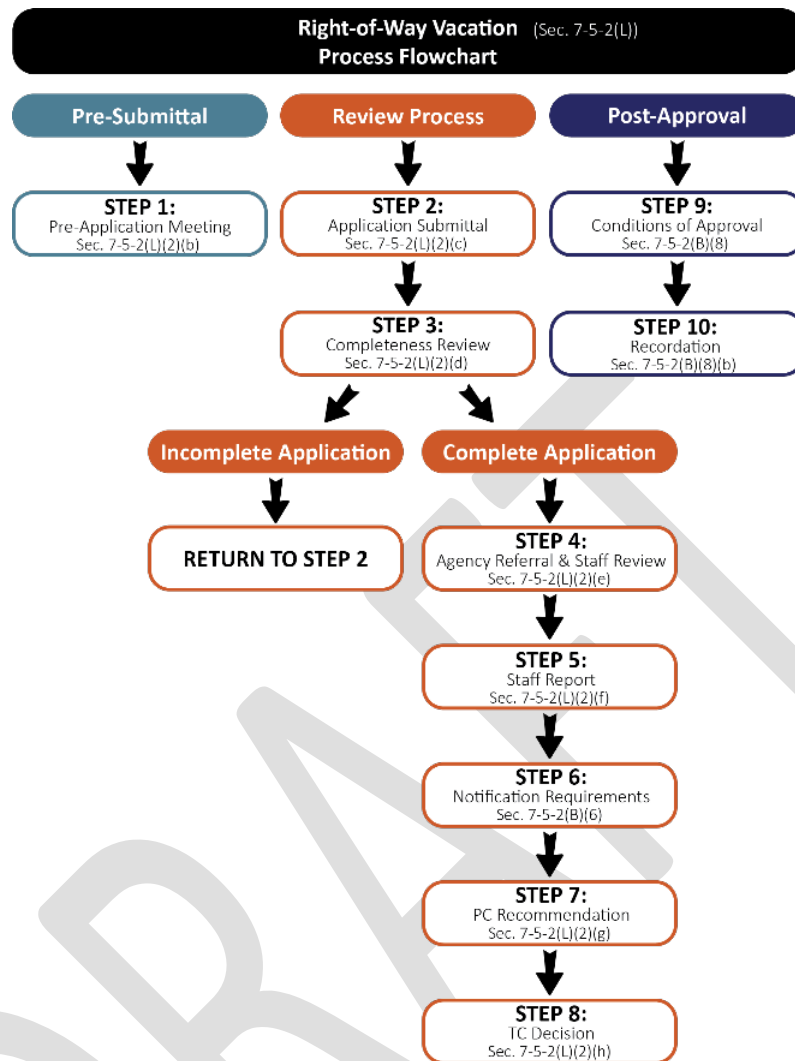 Right-of-Way Vacation (Sec. 7-5-2(L))
Process Flowchart
Pre-Submittal
Review Process
Post-Approval
STEP 1:
Pre-Application Meeting
Sec. 7-5-2(L)(2)(b)
STEP 2:
Application Submittal
Sec. 7-5-2(L)(2)(c)
STEP 9:
Conditions of Approval
Sec. 7-5-2(B)(8)
STEP 3:
Completeness Review
Sec. 7-5-2(L)(2)(d)
STEP 10:
Recordation
Sec. 7-5-2(B)(8)(b)
Incomplete Application
Complete Application
RETURN TO STEP 2
STEP 4:
Agency Referral & Staff Review
Sec. 7-5-2(L)(2)(e)
STEP 5:
Staff Report
Sec. 7-5-2(L)(2)(f)
STEP 6:
Notification Requirements
Sec. 7-5-2(B)(6)
STEP 7:
PC Recommendation
Sec. 7-5-2(L)(2)(g)
STEP 8:
TC Decision
Sec. 7-5-2(L)(2)(h)
DRAFT